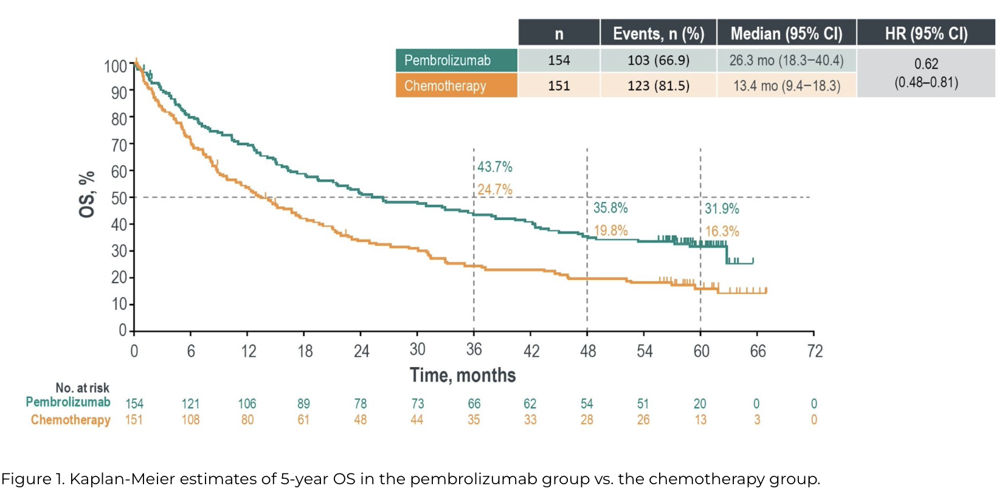 n Events, n (%) Median (95% CI) HR (95% CI)
Pembrolizumab 154 103 (66.9) 26.3 mo (18.3–40.4) 0.62
(0.48–0.81)
Chemotherapy 151 123 (81.5) 13.4 mo (9.4–18.3)
OS, %
100
90
80
70
60
50
40
30
20
10
0
43.7%
24.7%
35.8%
19.8%
31.9%
16.3%
0 6 12 18 24 30 36 42 48 54 60 66 72
Time, months
No. at risk
Pembrolizumab 154 121 106 89 78 73 66 62 54 51 20 0 0
Chemotherapy 151 108 80 61 48 44 35 33 28 26 13 3 0
Figure 1. Kaplan-Meier estimates of 5-year OS in the pembrolizumab group vs. the chemotherapy group.